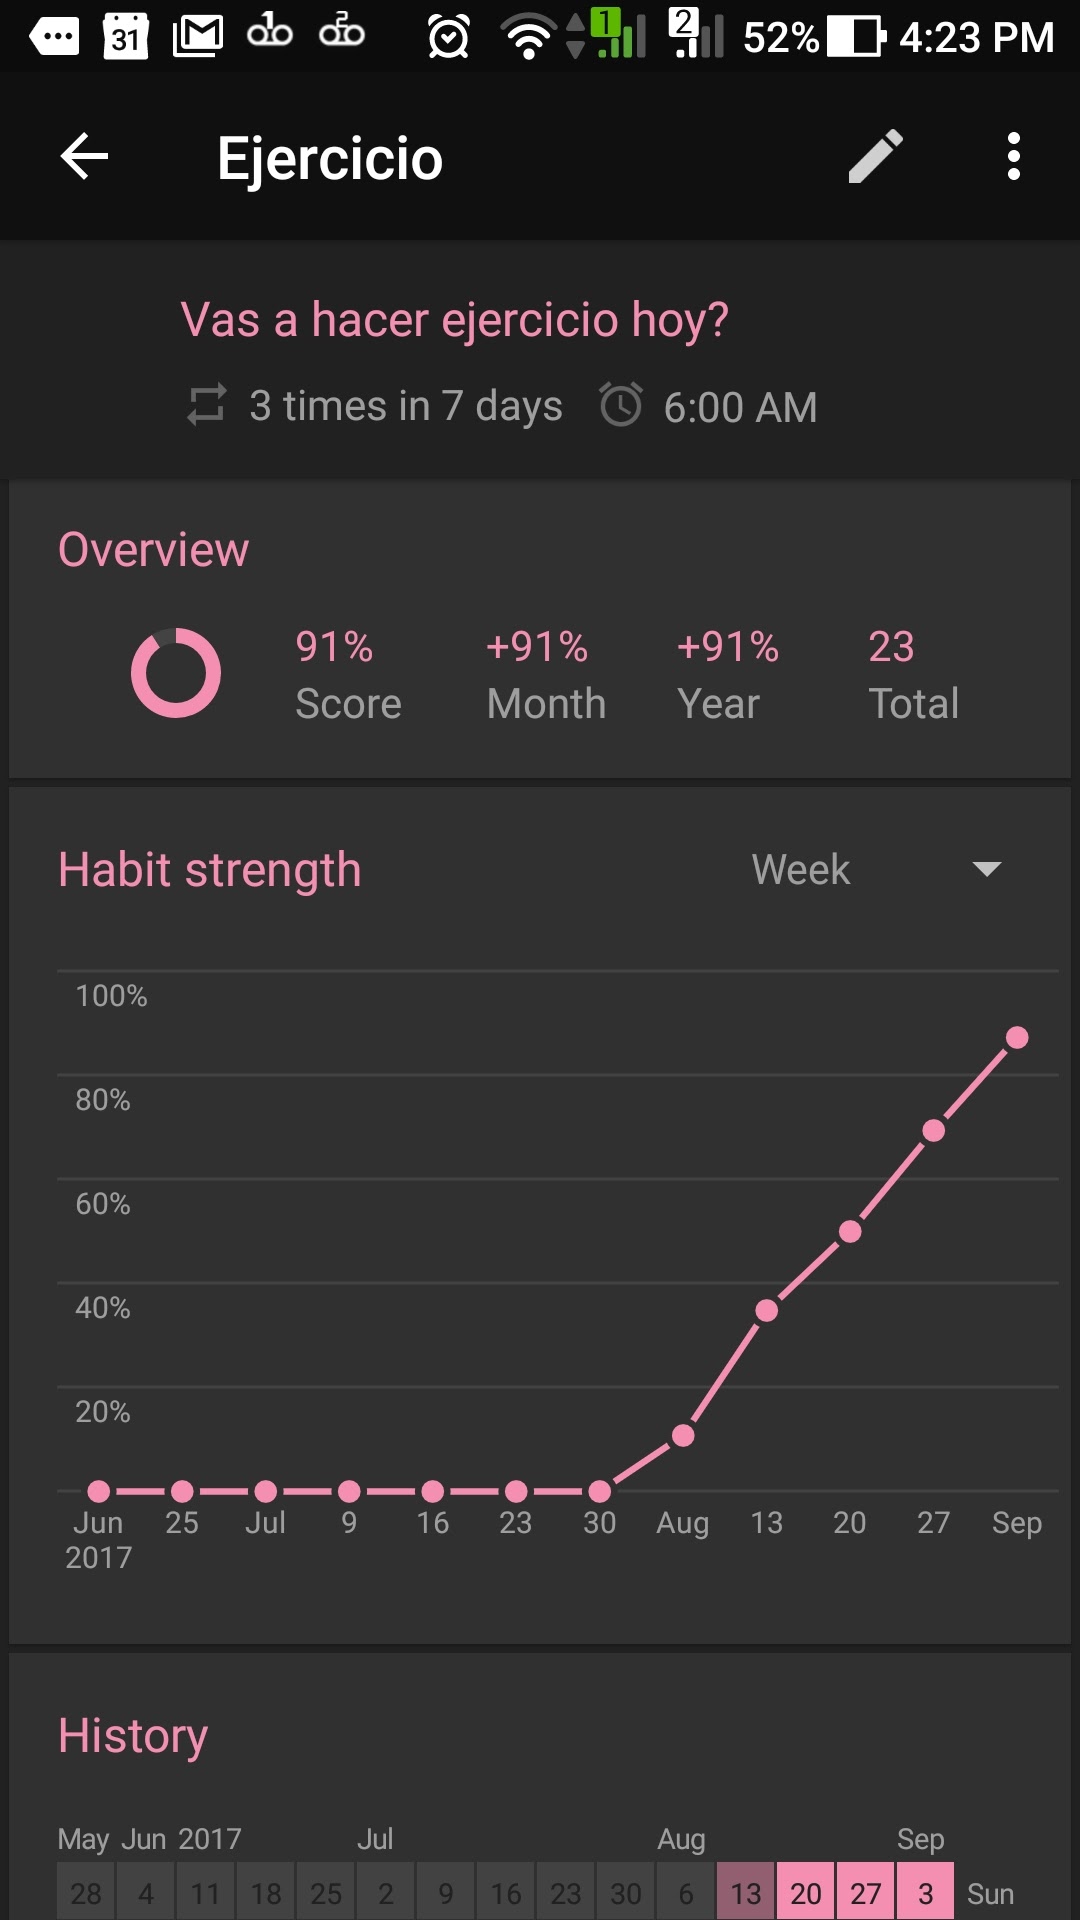 31 1 2 52% 4:23 PM
Ejercicio
Vas a hacer ejercicio hoy?
3 times in 7 days 6:00 AM
Overview
91% +91% +91% 23
Score Month Year Total
Habit strength Week
100%
80%
60%
40%
20%
Jun 25 Jul 9 16 23 30 Aug 13 20 27 Sep
2017
History
May Jun 2017 Jul Aug Sep
28 4 11 18 25 2 9 16 23 30 6 13 20 27 3 Sun